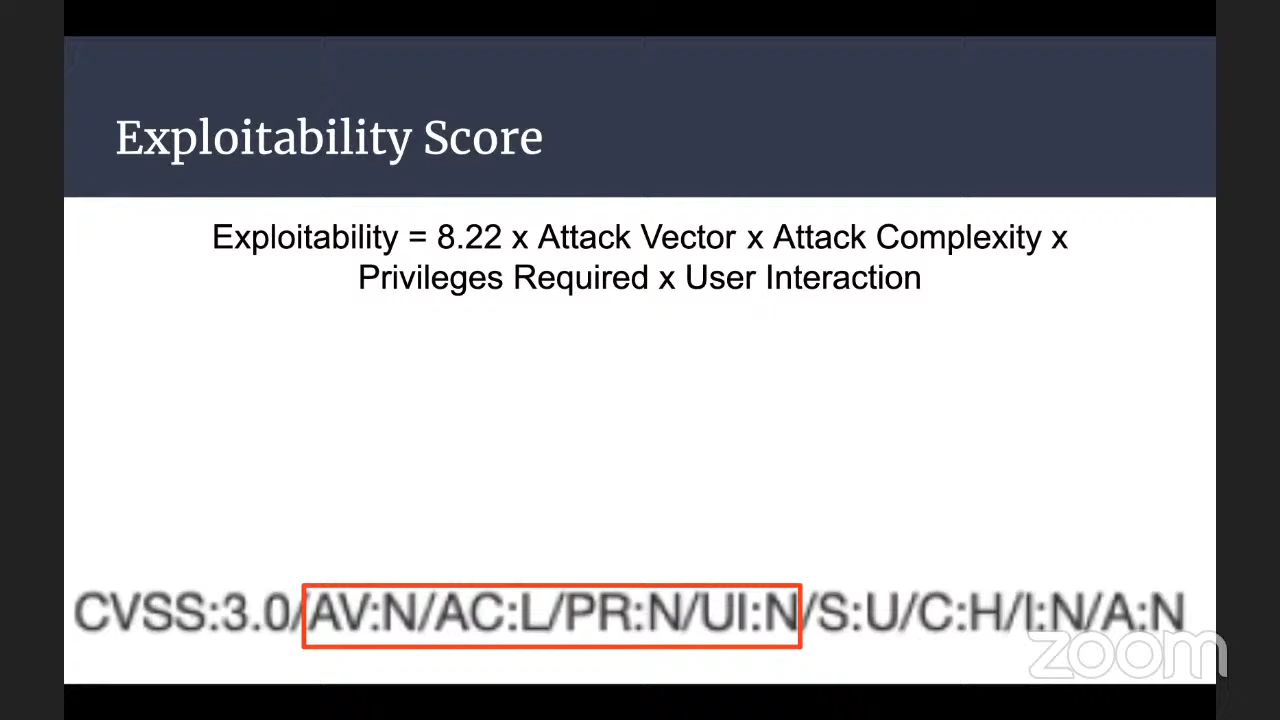 Exploitability Score
Exploitability = 8.22 x Attack Vector x Attack Complexity x
Privileges Required x User Interaction
CVSS:3.0/AV:N/AC:L/PR:N/UI:N/S:U/C:H/I:N/A:N
zoom